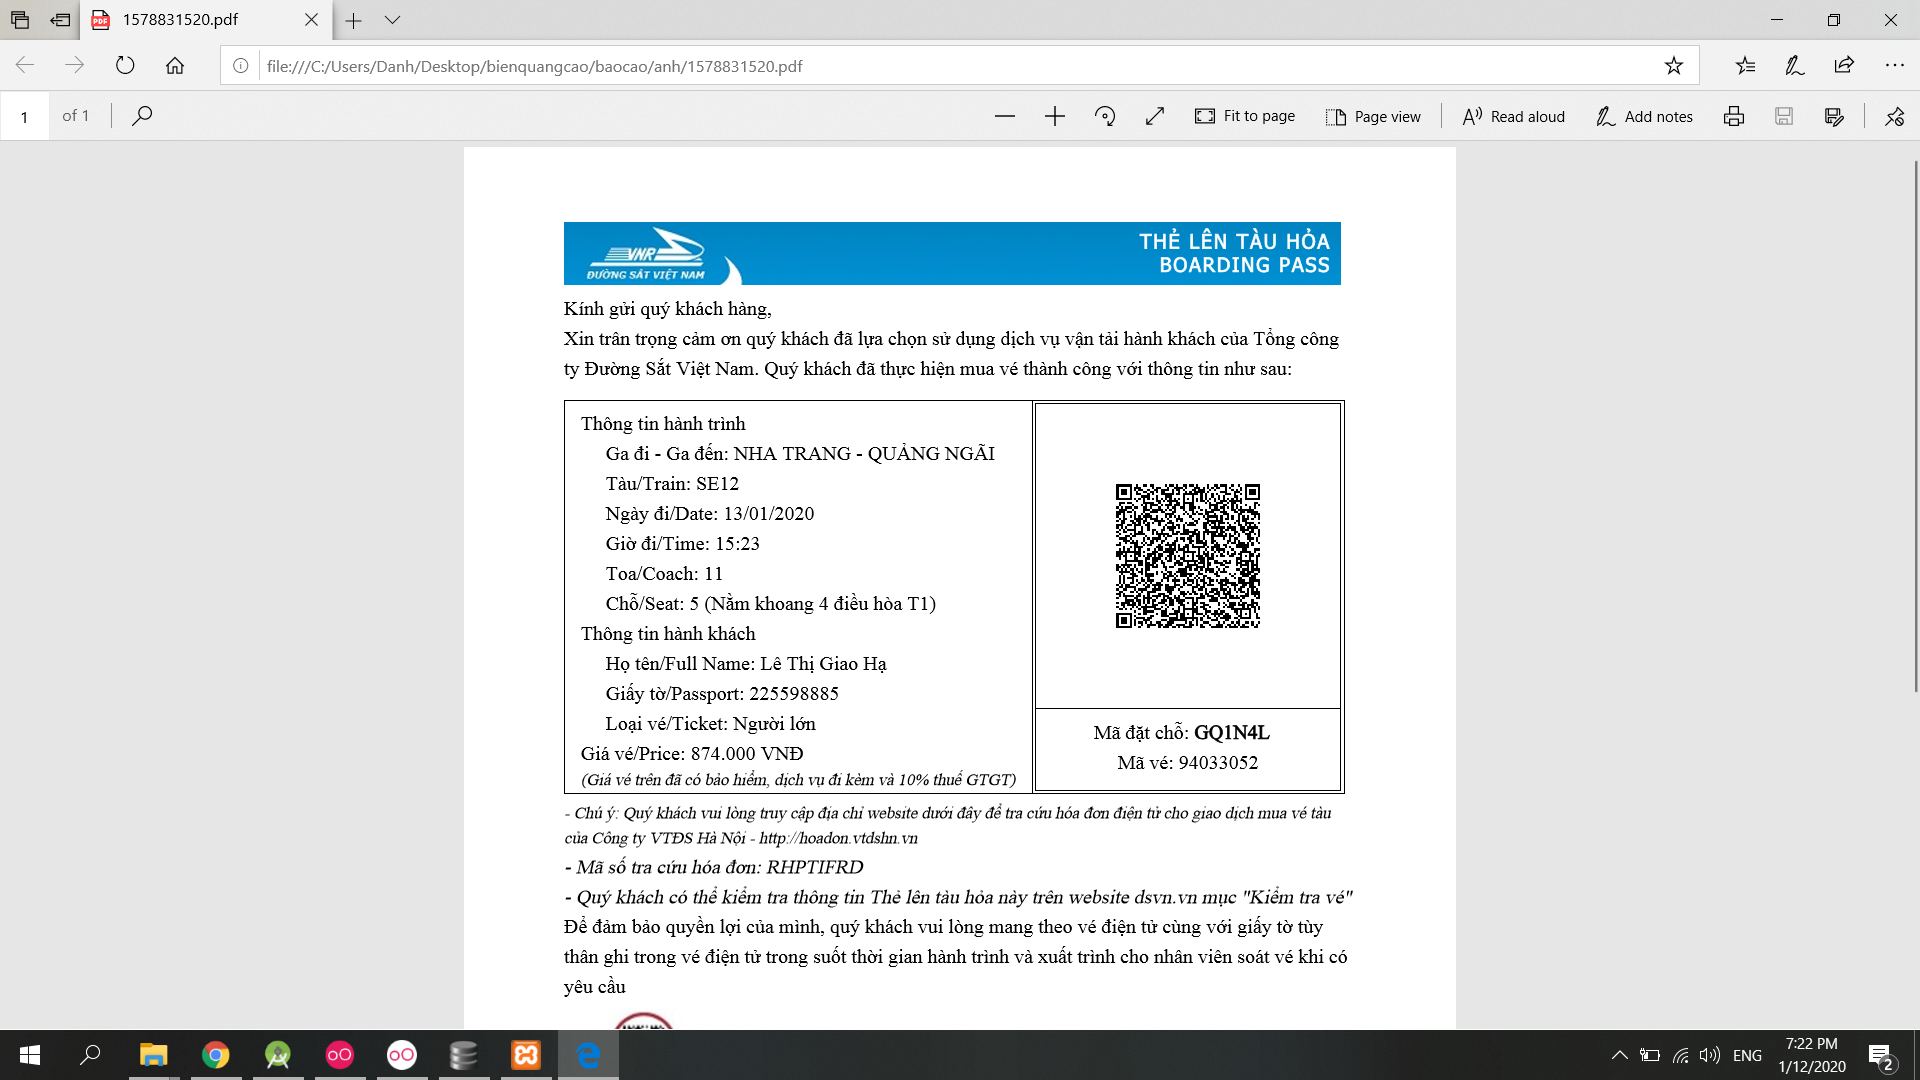 1578831520.pdf
file:///C:/Users/Danh/Desktop/bienquangcao/baocao/anh/1578831520.pdf
1 of 1
Fit to page
Page view
Read aloud
Add notes
VNR
ĐƯỜNG SẮT VIỆT NAM
THẺ LÊN TÀU HỎA
BOARDING PASS
Kính gửi quý khách hàng,
Xin trân trọng cảm ơn quý khách đã lựa chọn sử dụng dịch vụ vận tải hành khách của Tổng công
ty Đường Sắt Việt Nam. Quý khách đã thực hiện mua vé thành công với thông tin như sau:
Thông tin hành trình
Ga đi - Ga đến: NHA TRANG - QUẢNG NGÃI
Tàu/Train: SE12
Ngày đi/Date: 13/01/2020
Giờ đi/Time: 15:23
Toa/Coach: 11
Chỗ/Seat: 5 (Nằm khoang 4 điều hòa T1)
Thông tin hành khách
Họ tên/Full Name: Lê Thị Giao Hạ
Giấy tờ/Passport: 225598885
Loại vé/Ticket: Người lớn
Giá vé/Price: 874.000 VNĐ
(Giá vé trên đã có bảo hiểm, dịch vụ đi kèm và 10% thuế GTGT)
Mã đặt chỗ: GQ1N4L
Mã vé: 94033052
- Chú ý: Quý khách vui lòng truy cập địa chỉ website dưới đây để tra cứu hóa đơn điện tử cho giao dịch mua vé tàu
của Công ty VTĐS Hà Nội - http://hoadon.vtdshn.vn
- Mã số tra cứu hóa đơn: RHPTIFRD
- Quý khách có thể kiểm tra thông tin Thẻ lên tàu hỏa này trên website dsvn.vn mục "Kiểm tra vé"
Để đảm bảo quyền lợi của mình, quý khách vui lòng mang theo vé điện tử cùng với giấy tờ tùy
thân ghi trong vé điện tử trong suốt thời gian hành trình và xuất trình cho nhân viên soát vé khi có
yêu cầu
ENG
7:22 PM
1/12/2020
2